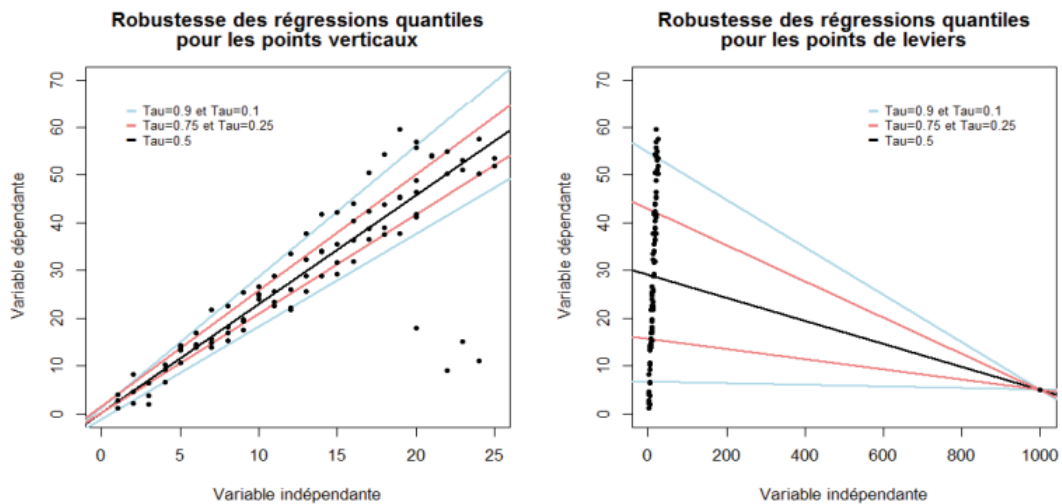 Robustesse des régressions quantiles
pour les points verticaux
70
60
50
40
30
20
10
0
Variable dépendante
Tau=0.9 et Tau=0.1
Tau=0.75 et Tau=0.25
Tau=0.5
0 5 10 15 20 25
Variable indépendante
Robustesse des régressions quantiles
pour les points de leviers
70
60
50
40
30
20
10
0
Variable dépendante
Tau=0.9 et Tau=0.1
Tau=0.75 et Tau=0.25
Tau=0.5
0 200 400 600 800 1000
Variable indépendante